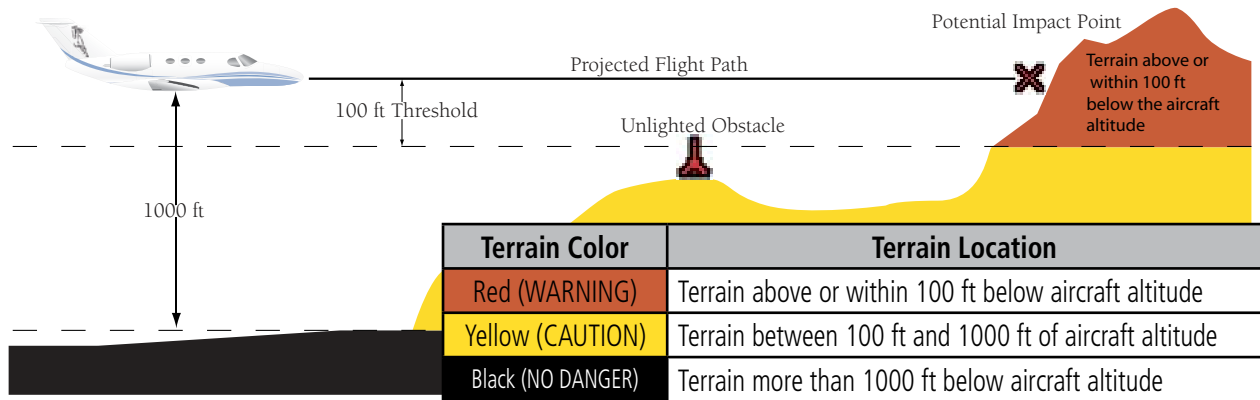 Potential Impact Point
Projected Flight Path
Terrain above or
within 100 ft
below the aircraft
altitude
100 ft Threshold
Unlighted Obstacle
1000 ft
Terrain Color Terrain Location
Red (WARNING) Terrain above or within 100 ft below aircraft altitude
Yellow (CAUTION) Terrain between 100 ft and 1000 ft of aircraft altitude
Black (NO DANGER) Terrain more than 1000 ft below aircraft altitude